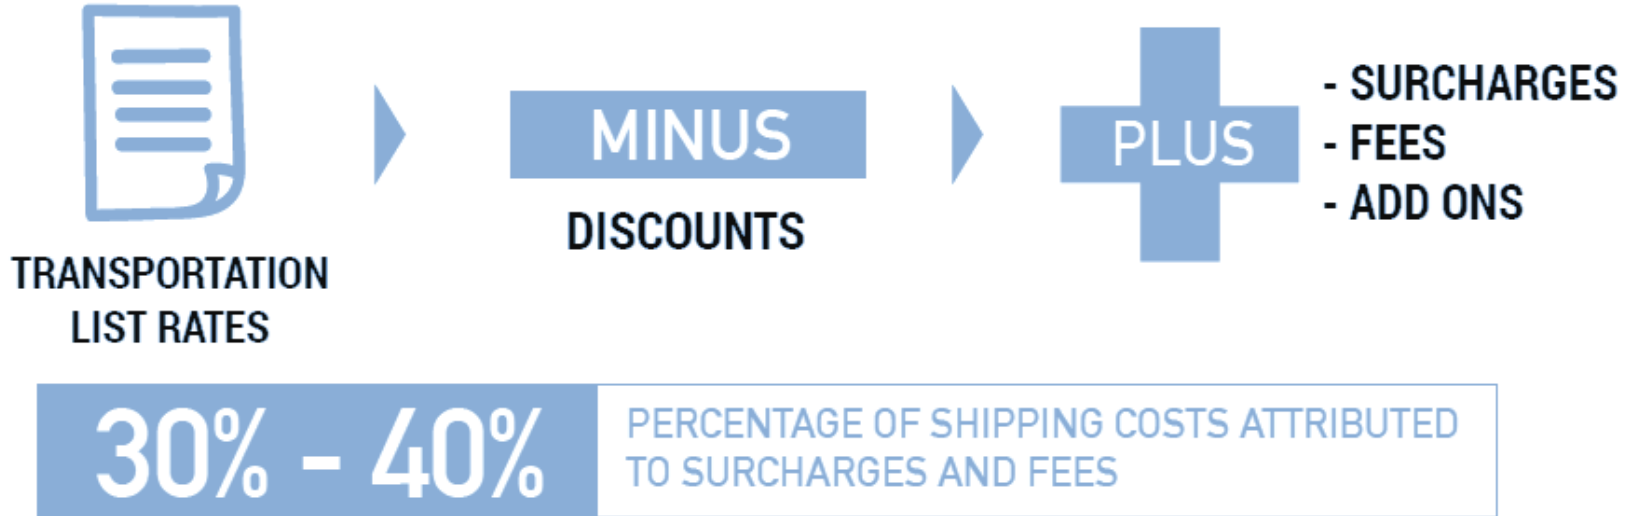 TRANSPORTATION
LIST RATES
MINUS
DISCOUNTS
PLUS
- SURCHARGES
- FEES
- ADD ONS
30% - 40%
PERCENTAGE OF SHIPPING COSTS ATTRIBUTED
TO SURCHARGES AND FEES